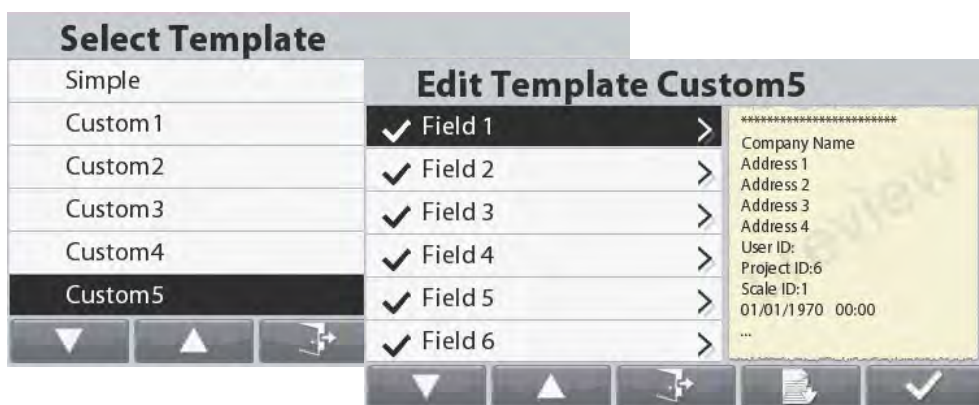 Select Template
Simple
Custom1
Custom2
Custom3
Custom4
Custom5
Edit Template Custom5
Field 1
Field 2
Field 3
Field 4
Field 5
Field 6
************************
Company Name
Address 1
Address 2
Address 3
Address 4
User ID:
Project ID:6
Scale ID:1
01/01/1970 00:00
...